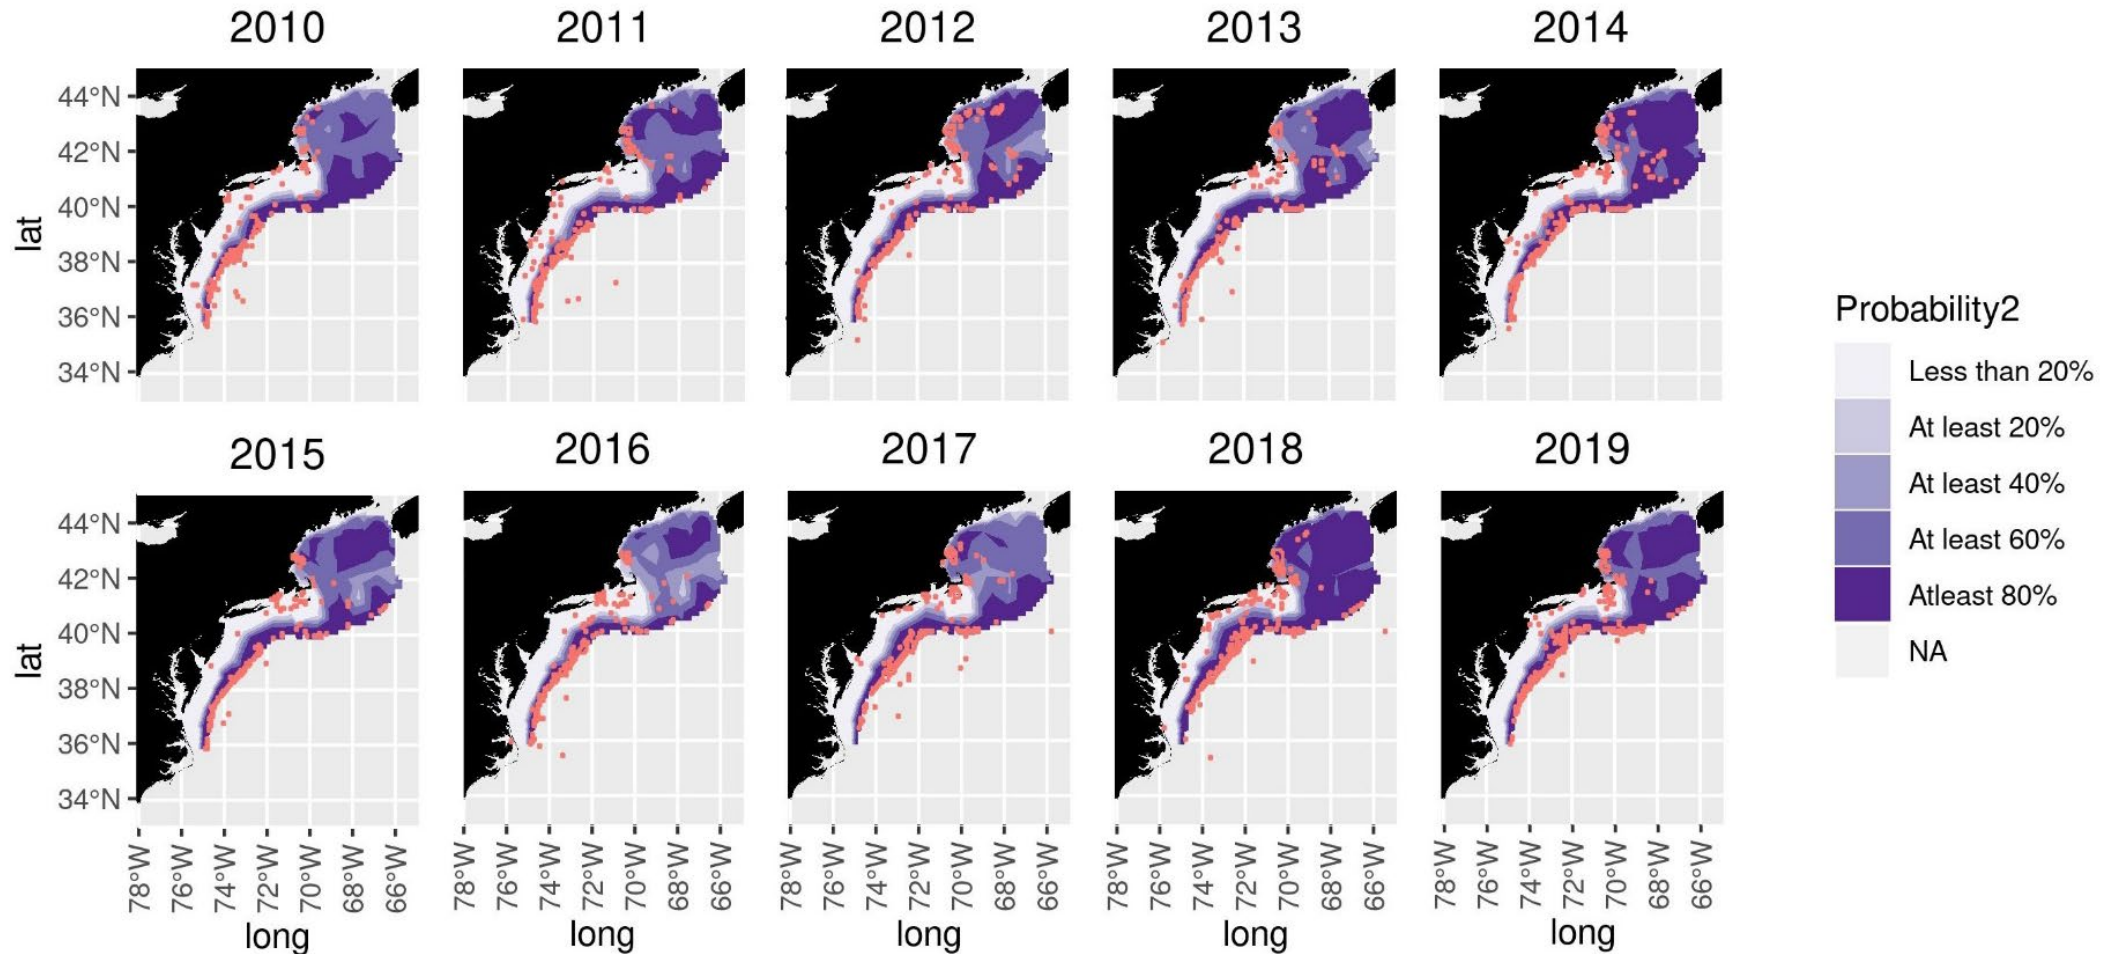 2010
2011
2012
2013
2014
44°N
42°N
40°N
38°N
36°N
34°N
lat
2015
2016
2017
2018
2019
44°N
42°N
40°N
38°N
36°N
34°N
lat
78°W 76°W 74°W 72°W 70°W 68°W 66°W
78°W 76°W 74°W 72°W 70°W 68°W 66°W
78°W 76°W 74°W 72°W 70°W 68°W 66°W
78°W 76°W 74°W 72°W 70°W 68°W 66°W
78°W 76°W 74°W 72°W 70°W 68°W 66°W
long
long
long
long
long
Probability2
Less than 20%
At least 20%
At least 40%
At least 60%
Atleast 80%
NA